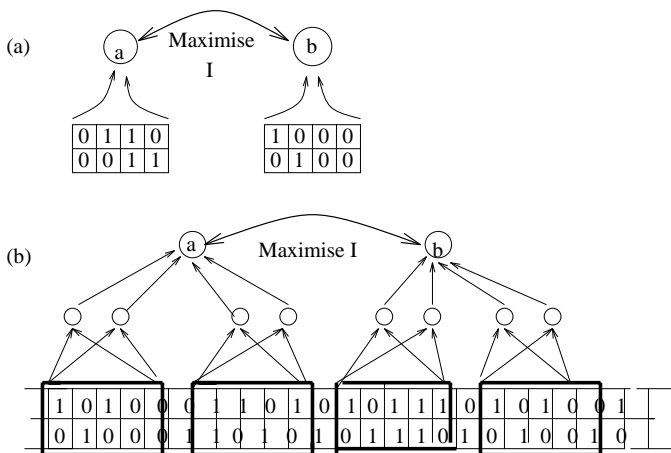 (a)
a
Maximise
I
b
0 1 1 0
0 0 1 1
1 0 0 0
0 1 0 0
(b)
a
Maximise I
b
1 0 1 0 0 0 1 1 0 1 0 1 0 1 1 1 0 1 0 1 0 0 1
0 1 0 0 0 1 1 0 1 0 1 0 1 1 1 0 1 0 1 0 0 1 0